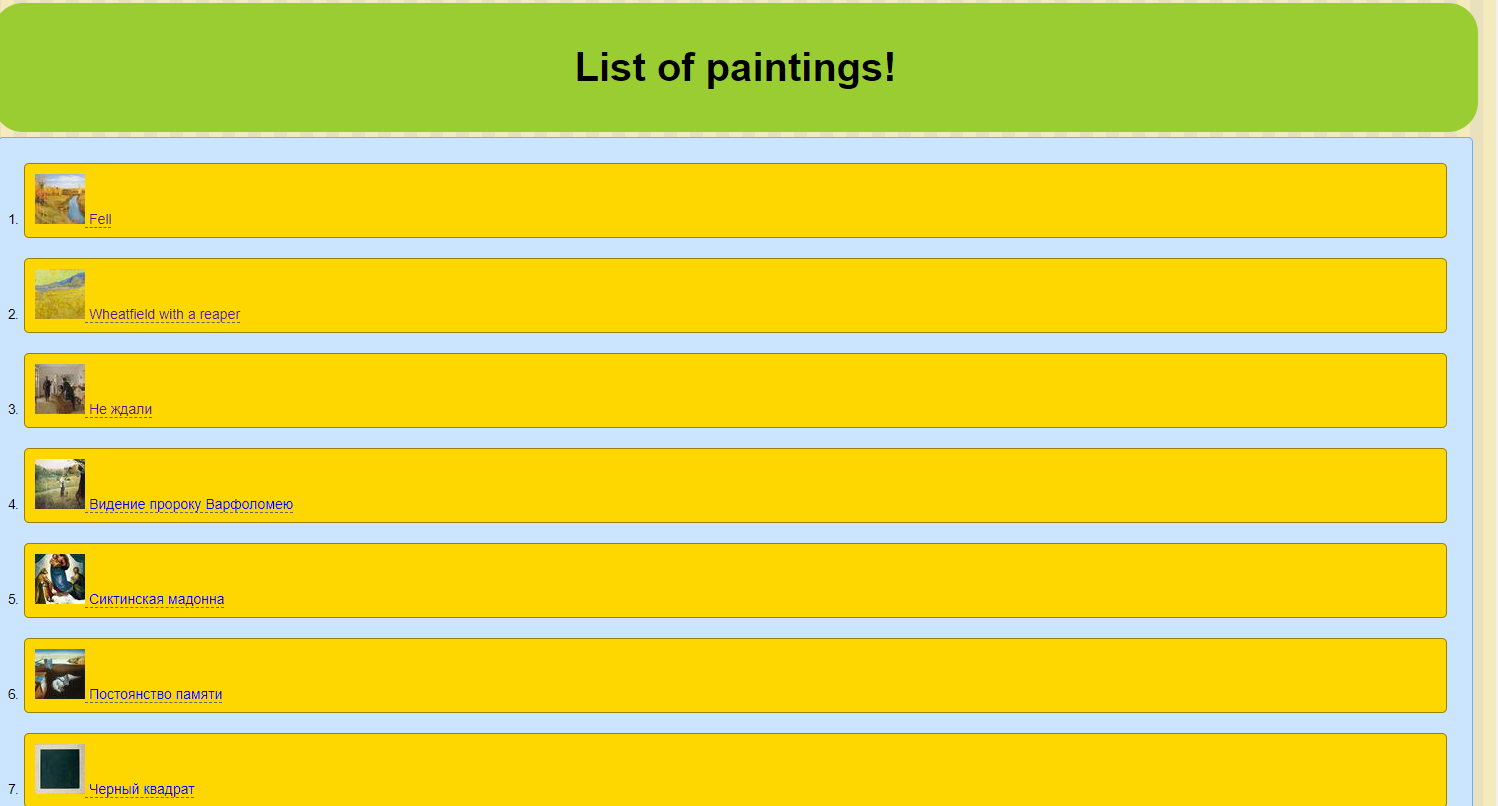 List of paintings!
1. Fell
2. Wheatfield with a reaper
3. Не ждали
4. Видение пророку Варфоломею
5. Сиктинская мадонна
6. Постоянство памяти
7. Черный квадрат